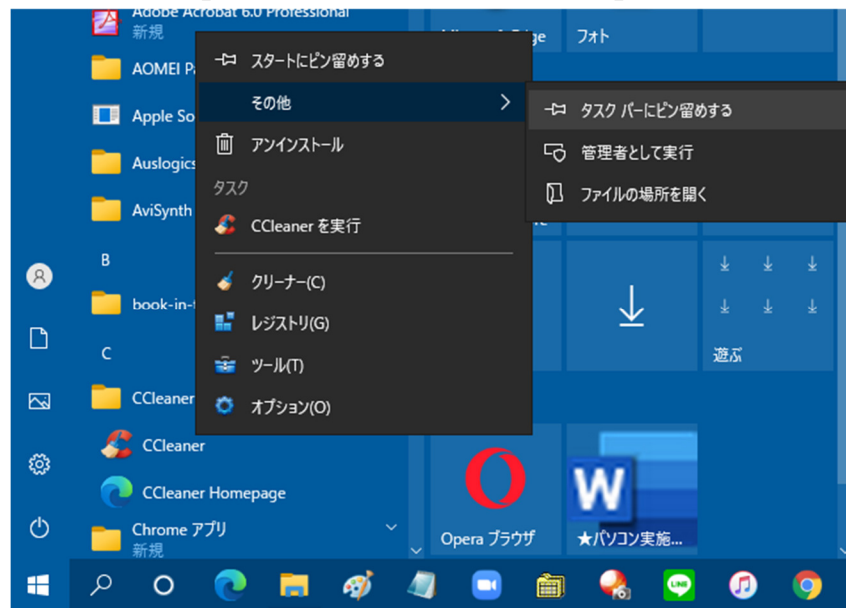 Adobe Acrobat 6.0 Professional
新規
AOMEI P
Apple So
Auslogics
AviSynth
B
book-in-
C
CCleaner
CCleaner
CCleaner Homepage
Chrome アプリ
新規
スタートにピン留めする
その他
アンインストール
タスク
CCleaner を実行
クリーナー(C)
レジストリ(G)
ツール(T)
オプション(O)
タスク バーにピン留めする
管理者として実行
ファイルの場所を開く
フォト
遊ぶ
Opera ブラウザ
★パソコン実施...
W
LINE